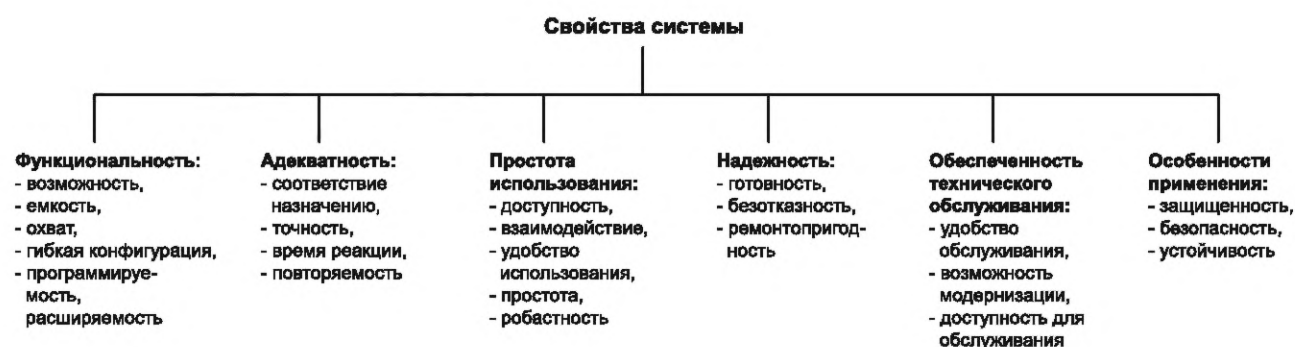 Свойства системы
Функциональность:
- возможность,
- емкость,
- охват,
- гибкая конфигурация,
- программируе-
мость,
расширяемость
Адекватность:
- соответствие
назначению,
- точность,
- время реакции,
- повторяемость
Простота
использования:
- доступность,
- взаимодействие,
- удобство
использования,
- простота,
- робастность
Надежность:
- готовность,
- безотказность,
- ремонтопригод-
ность
Обеспеченность
технического
обслуживания:
- удобство
обслуживания,
- возможность
модернизации,
- доступность для
обслуживания
Особенности
применения:
- защищенность,
- безопасность,
- устойчивость